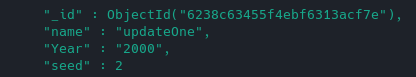 "_id" : ObjectId("6238c63455f4ebf6313acf7e"),
"name" : "updateOne",
"Year" : "2000",
"seed" : 2